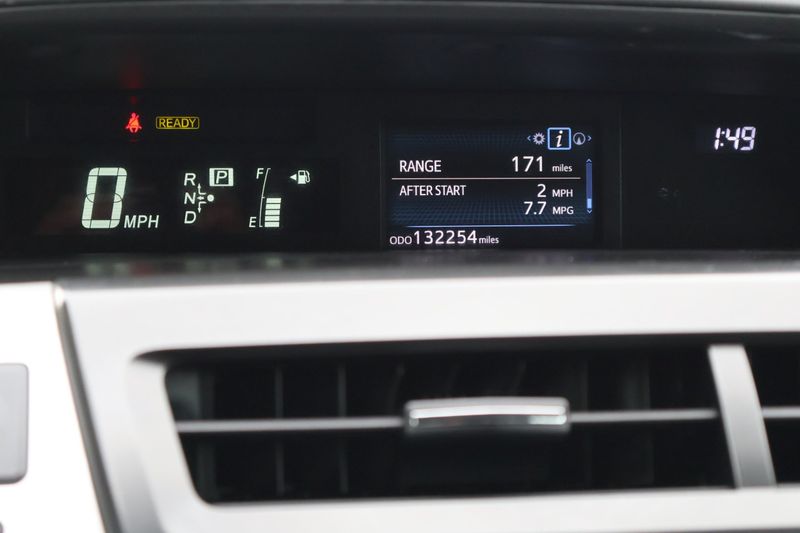 READY
0 MPH
R
P
N
D
F
E
i
RANGE 171 miles
AFTER START 2 MPH
7.7 MPG
ODO 132254 miles
1:49